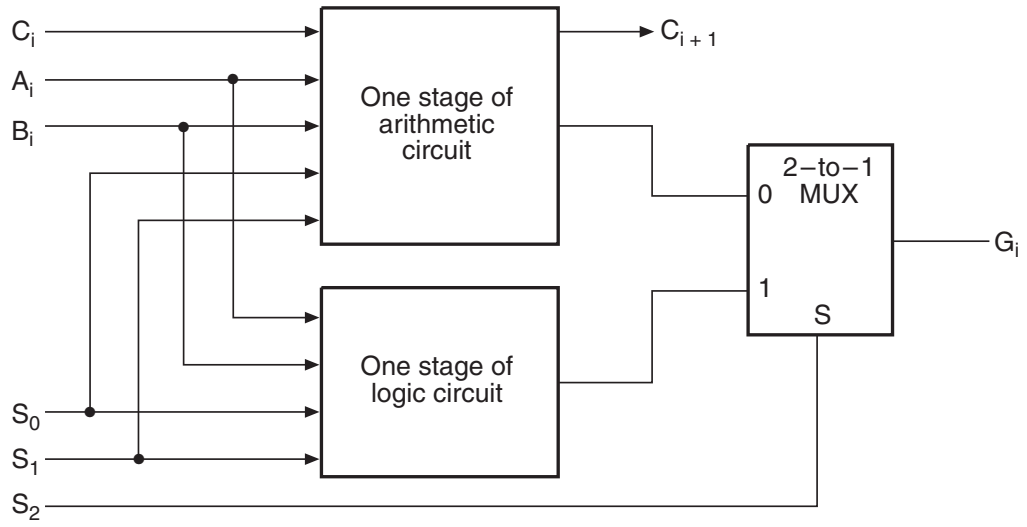 C_i
C_{i + 1}
A_i
B_i
One stage of
arithmetic
circuit
2–to–1
MUX
0
1
S
G_i
One stage of
logic circuit
S_0
S_1
S_2